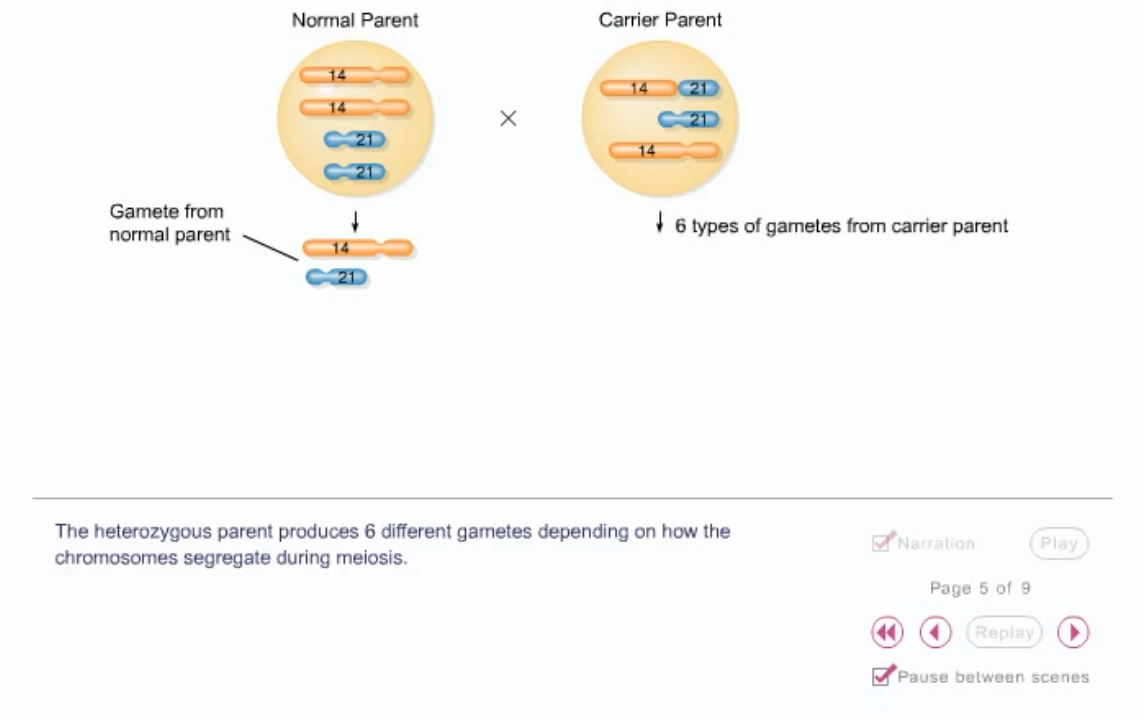 Normal Parent
Carrier Parent
14
14
21
21
14 21
21
14
×
Gamete from
normal parent
14
21
6 types of gametes from carrier parent
The heterozygous parent produces 6 different gametes depending on how the
chromosomes segregate during meiosis.
Narration
Play
Page 5 of 9
Replay
Pause between scenes